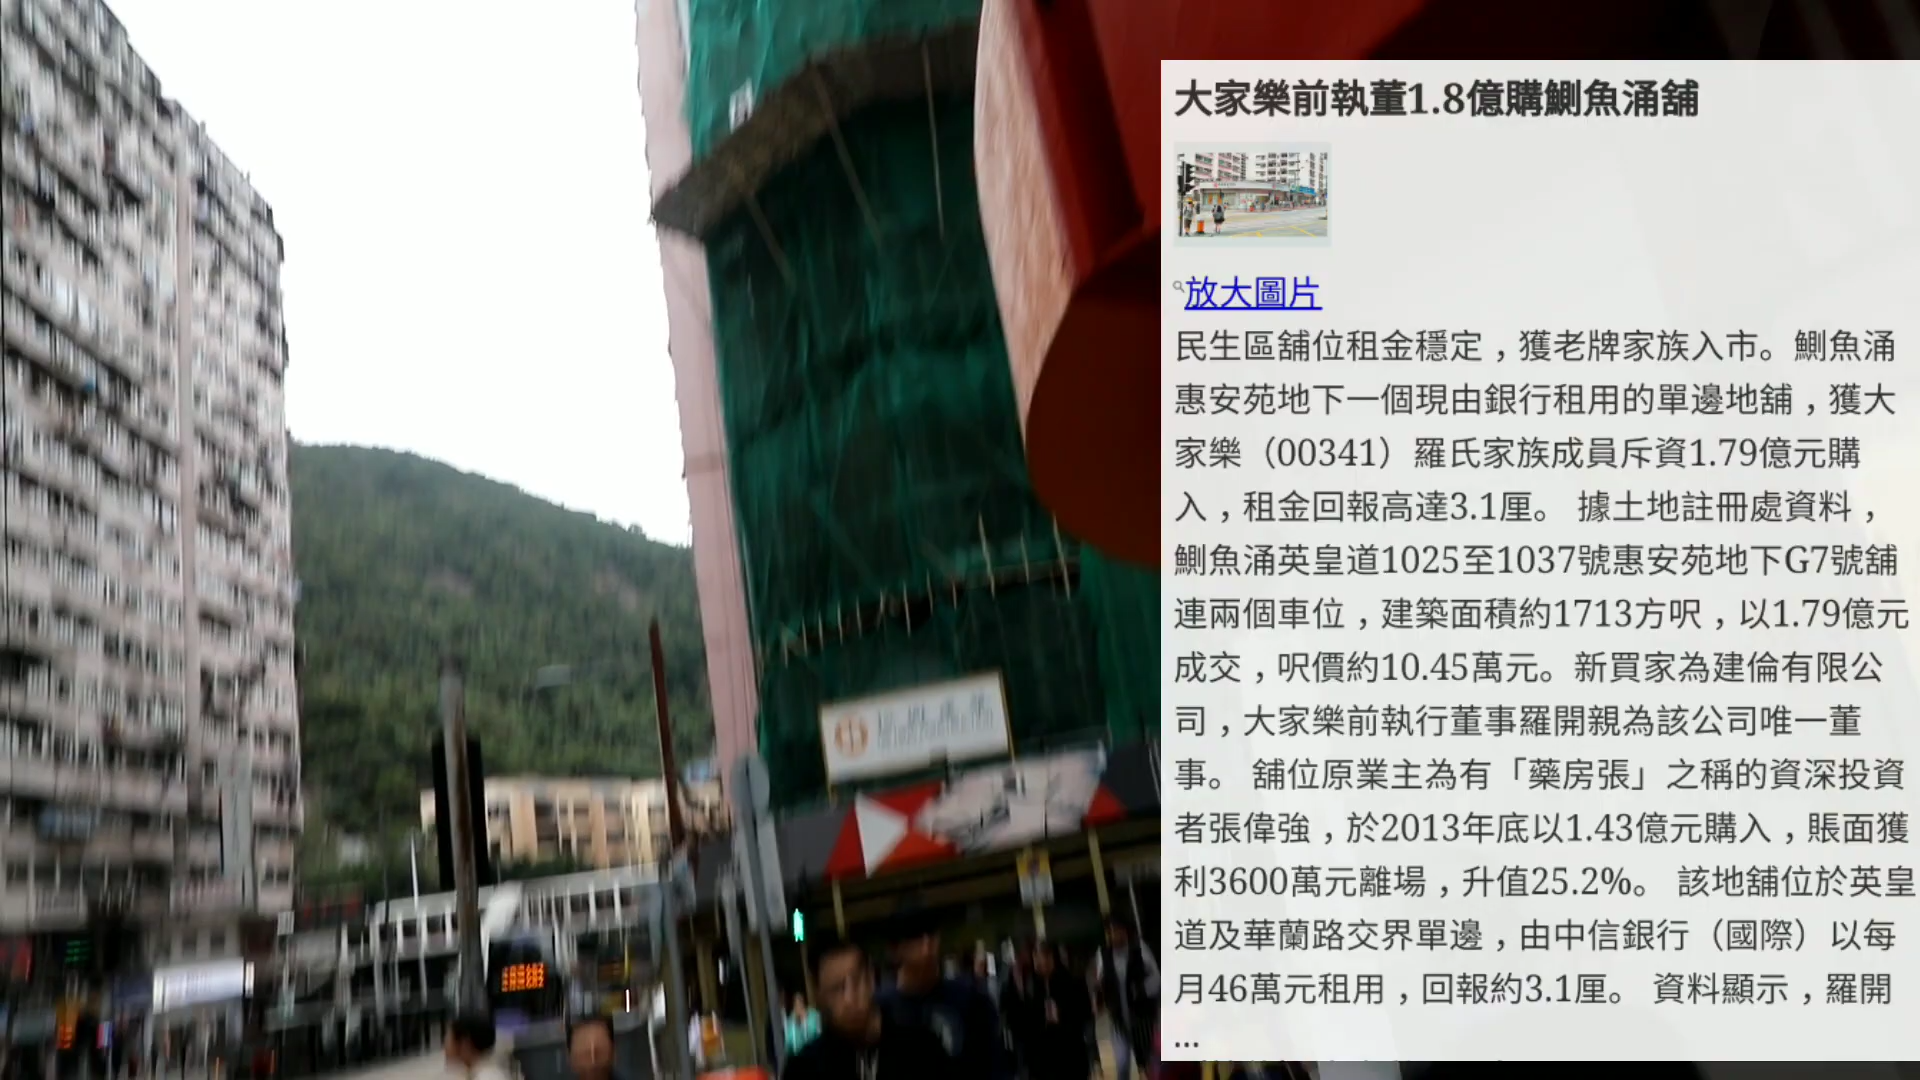 大家樂前執董1.8億購鰂魚涌舖
放大圖片
民生區舖位租金穩定，獲老牌家族入市。鰂魚涌
惠安苑地下一個現由銀行租用的單邊地舖，獲大
家樂（00341）羅氏家族成員斥資1.79億元購
入，租金回報高達3.1厘。 據土地註冊處資料，
鰂魚涌英皇道1025至1037號惠安苑地下G7號舖
連兩個車位，建築面積約1713方呎，以1.79億元
成交，呎價約10.45萬元。新買家為建倫有限公
司，大家樂前執行董事羅開親為該公司唯一董
事。 舖位原業主為有「藥房張」之稱的資深投資
者張偉強，於2013年底以1.43億元購入，賬面獲
利3600萬元離場，升值25.2%。 該地舖位於英皇
道及華蘭路交界單邊，由中信銀行（國際）以每
月46萬元租用，回報約3.1厘。 資料顯示，羅開
...